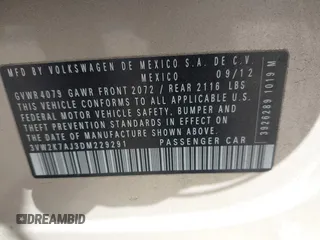 MFD BY VOLKSWAGEN DE MEXICO S.A. DE C.V.
MEXICO 09/12
GVWR 4079 GAWR FRONT 2072 / REAR 2116 LBS
THIS VEHICLE CONFORMS TO ALL APPLICABLE U.S.
FEDERAL MOTOR VEHICLE SAFETY, BUMPER AND
THEFT PREVENTION STANDARDS IN EFFECT ON
THE DATE OF MANUFACTURE SHOWN ABOVE.
3VW2K7AJ3DM229291 PASSENGER CAR
3926289 1019 M
DREAMBID